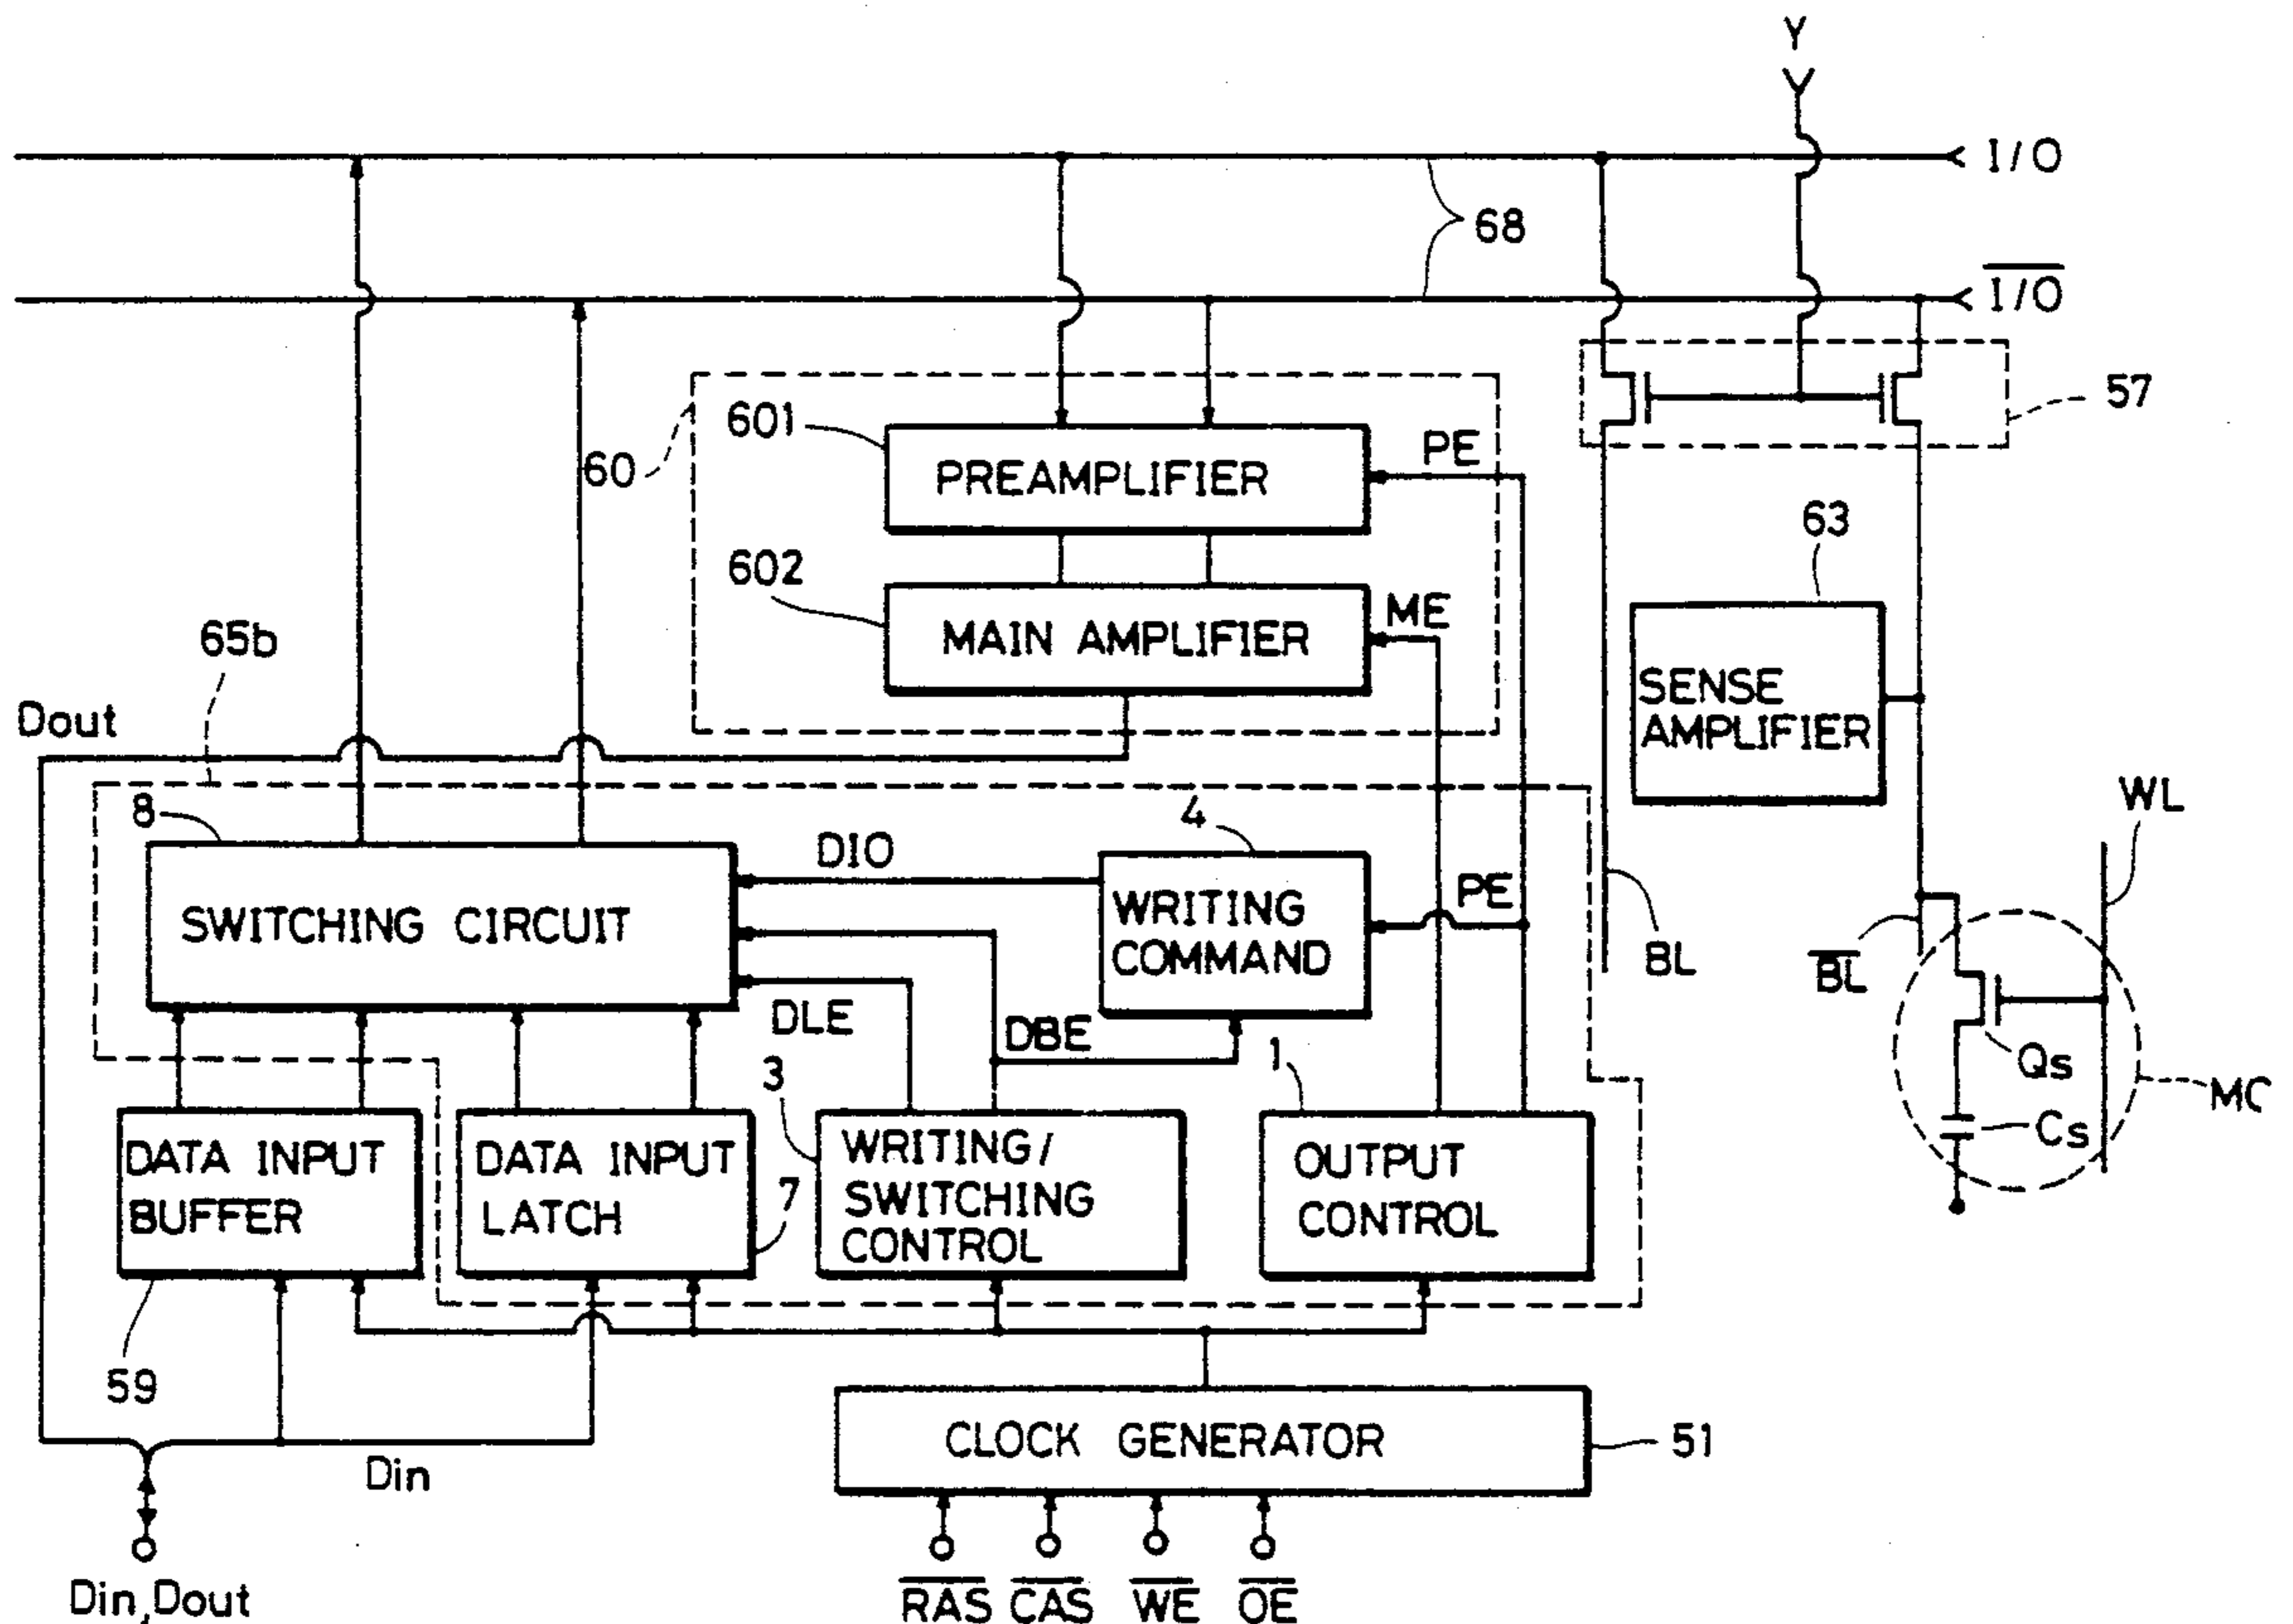 Y
I/O
68
I/O
57
601
PE
60
PREAMPLIFIER
63
602
ME
MAIN AMPLIFIER
65b
SENSE
AMPLIFIER
Dout
8
4
WL
DIO
SWITCHING CIRCUIT
WRITING
COMMAND
PE
BL
BL
DLE
DBE
3
1
Qs
MC
Cs
DATA INPUT
BUFFER
DATA INPUT
LATCH
7
WRITING/
SWITCHING
CONTROL
OUTPUT
CONTROL
59
CLOCK GENERATOR
51
Din
Din,Dout
RAS CAS WE OE